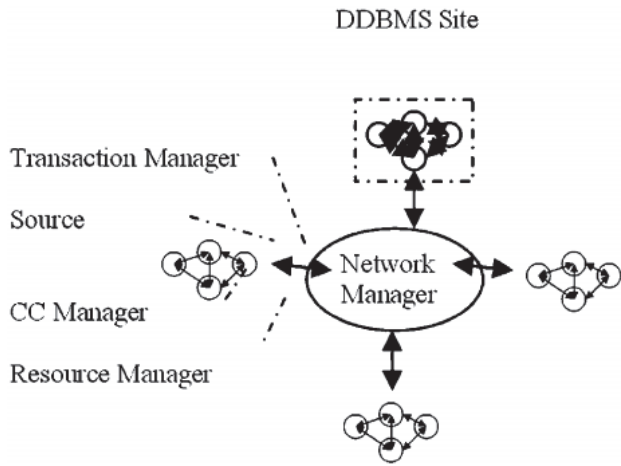 DDBMS Site
Transaction Manager
Source
Network
Manager
CC Manager
Resource Manager